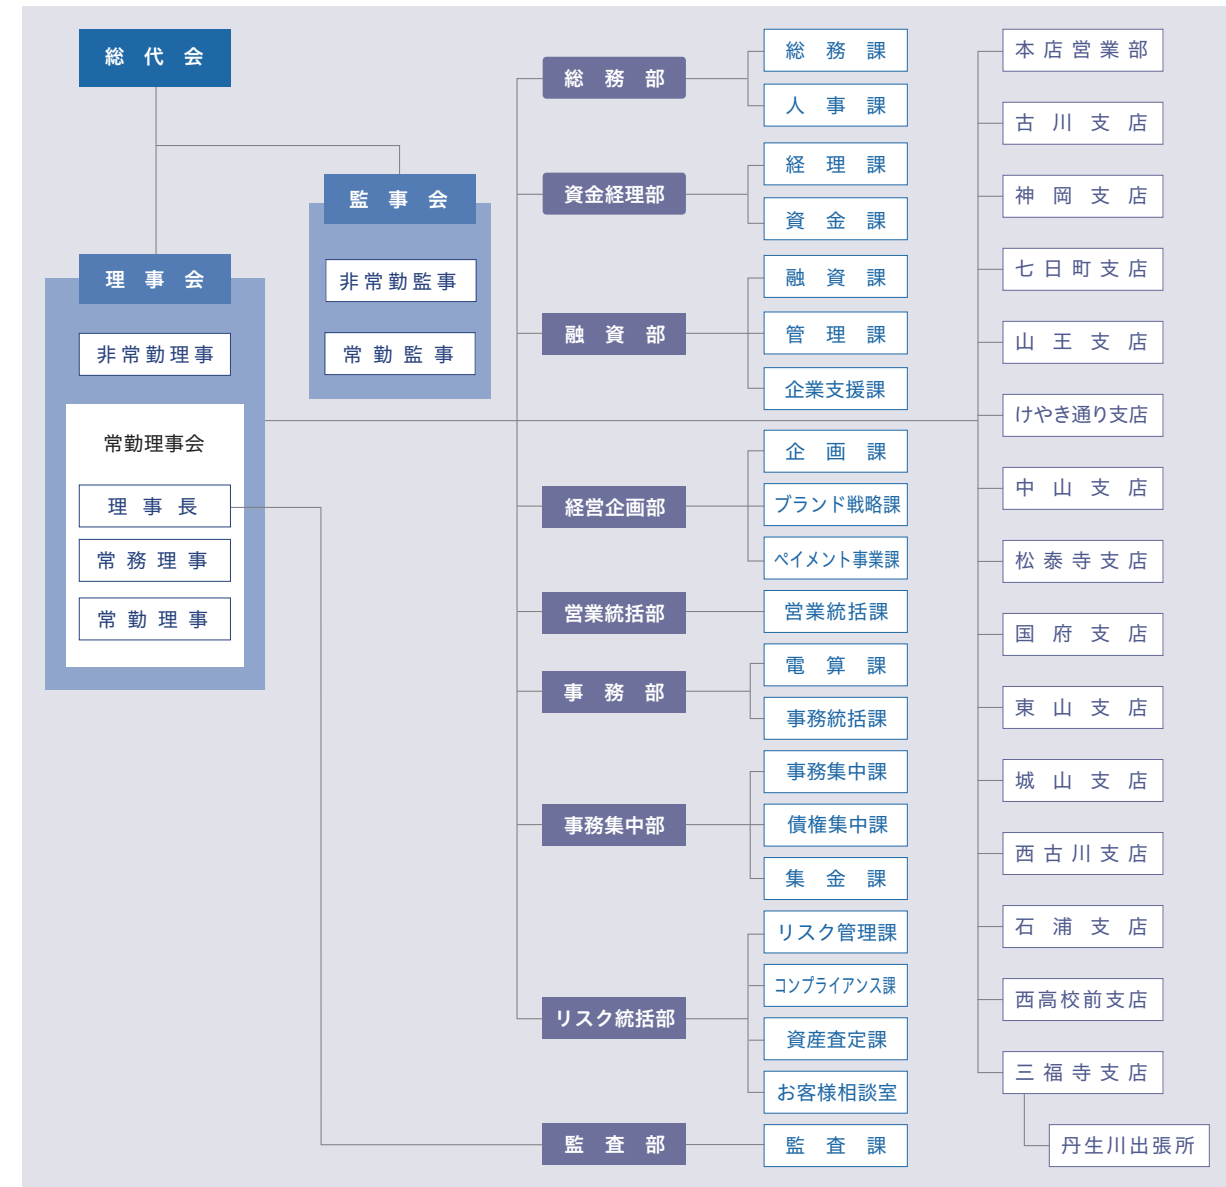 総代会
監事会
非常勤監事
常勤監事
理事会
非常勤理事
常勤理事会
理事長
常務理事
常勤理事
総務部
総務課
人事課
資金経理部
経理課
資金課
融資部
融資課
管理課
企業支援課
経営企画部
企画課
ブランド戦略課
ペイメント事業課
営業統括部
営業統括課
事務部
電算課
事務統括課
事務集中部
事務集中課
債権集中課
集金課
リスク統括部
リスク管理課
コンプライアンス課
資産査定課
お客様相談室
監査部
監査課
本店営業部
古川支店
神岡支店
七日町支店
山王支店
けやき通り支店
中山支店
松泰寺支店
国府支店
東山支店
城山支店
西古川支店
石浦支店
西高校前支店
三福寺支店
丹生川出張所